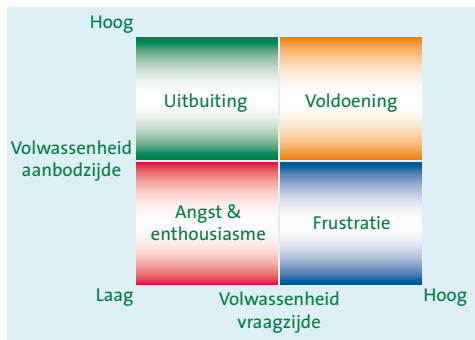 Hoog
Uitbuiting
Voldoening
Volwassenheid
aanbodzijde
Angst &
enthousiasme
Frustratie
Laag
Volwassenheid
vraagzijde
Hoog